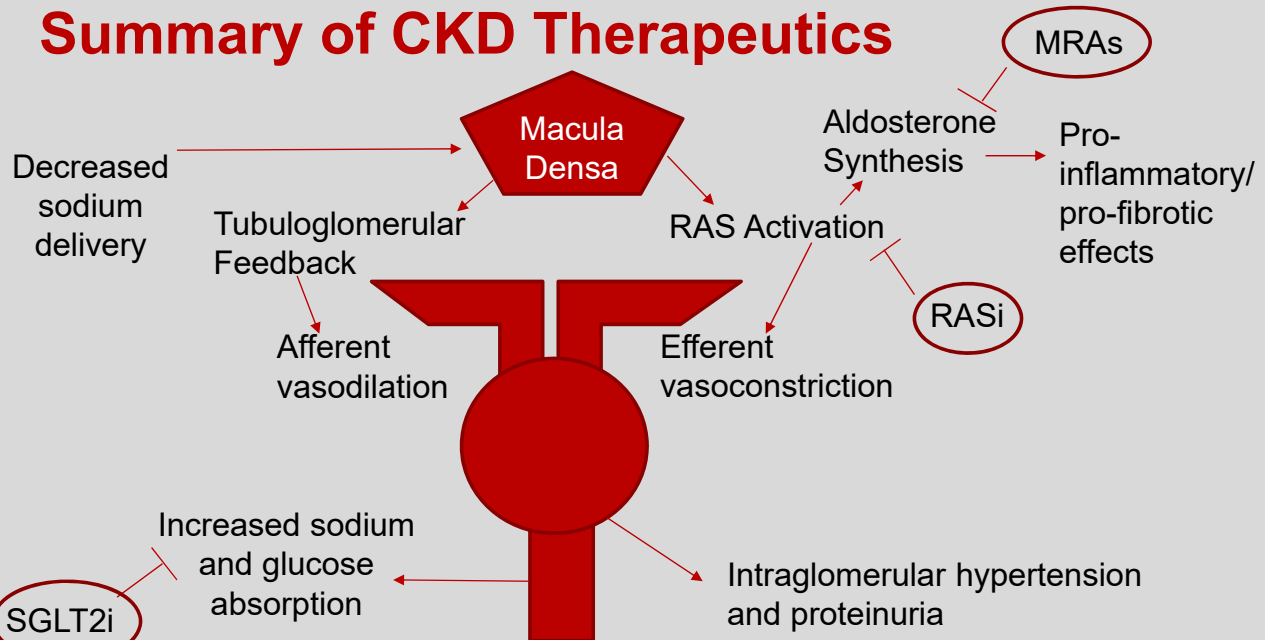 Summary of CKD Therapeutics
MRAs
Macula
Densa
Aldosterone
Synthesis
Pro-
inflammatory/
pro-fibrotic
effects
Decreased
sodium
delivery
Tubuloglomerular
Feedback
RAS Activation
RASi
Afferent
vasodilation
Efferent
vasoconstriction
Increased sodium
and glucose
absorption
SGLT2i
Intraglomerular hypertension
and proteinuria